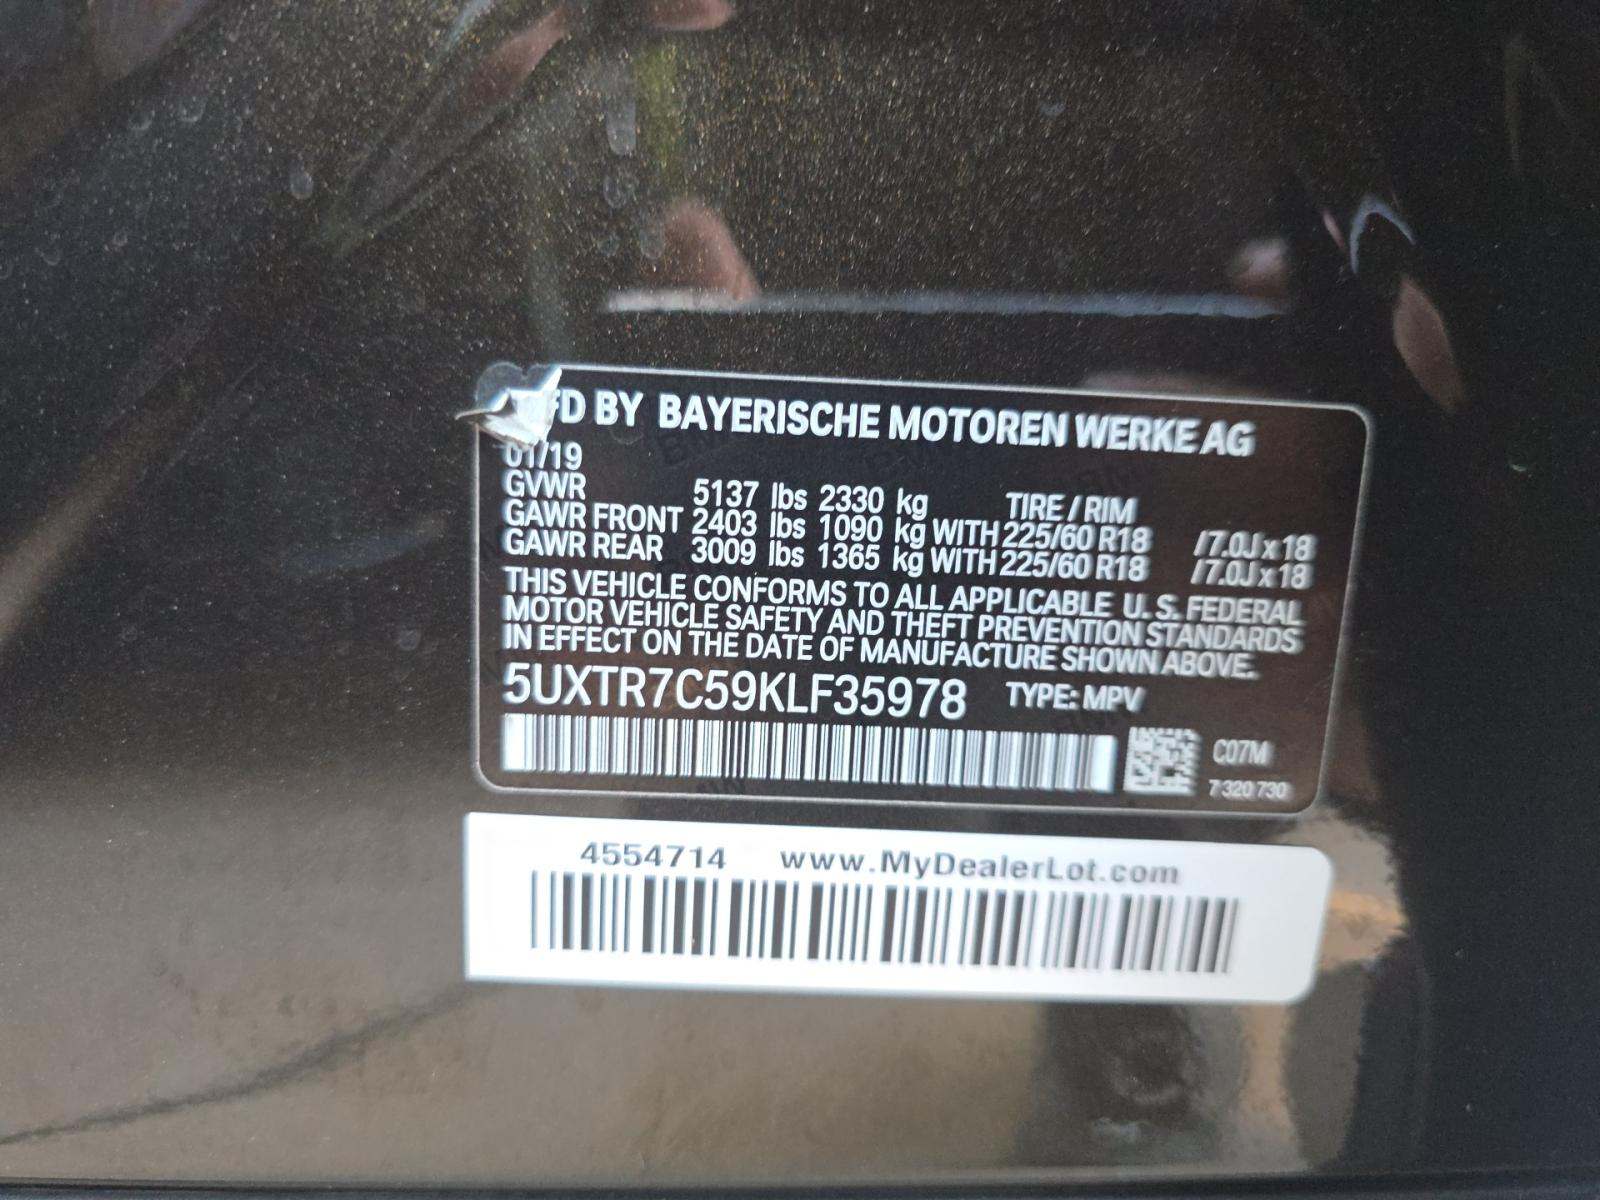 FD BY BAYERISCHE MOTOREN WERKE AG
01/19
GVWR 5137 lbs 2330 kg TIRE / RIM
GAWR FRONT 2403 lbs 1090 kg WITH 225/60 R18 /7.0J x 18
GAWR REAR 3009 lbs 1365 kg WITH 225/60 R18 /7.0J x 18
THIS VEHICLE CONFORMS TO ALL APPLICABLE U. S. FEDERAL
MOTOR VEHICLE SAFETY AND THEFT PREVENTION STANDARDS
IN EFFECT ON THE DATE OF MANUFACTURE SHOWN ABOVE.
5UXTR7C59KLF35978 TYPE: MPV
C07M
7 320 730
4554714 www.MyDealerLot.com